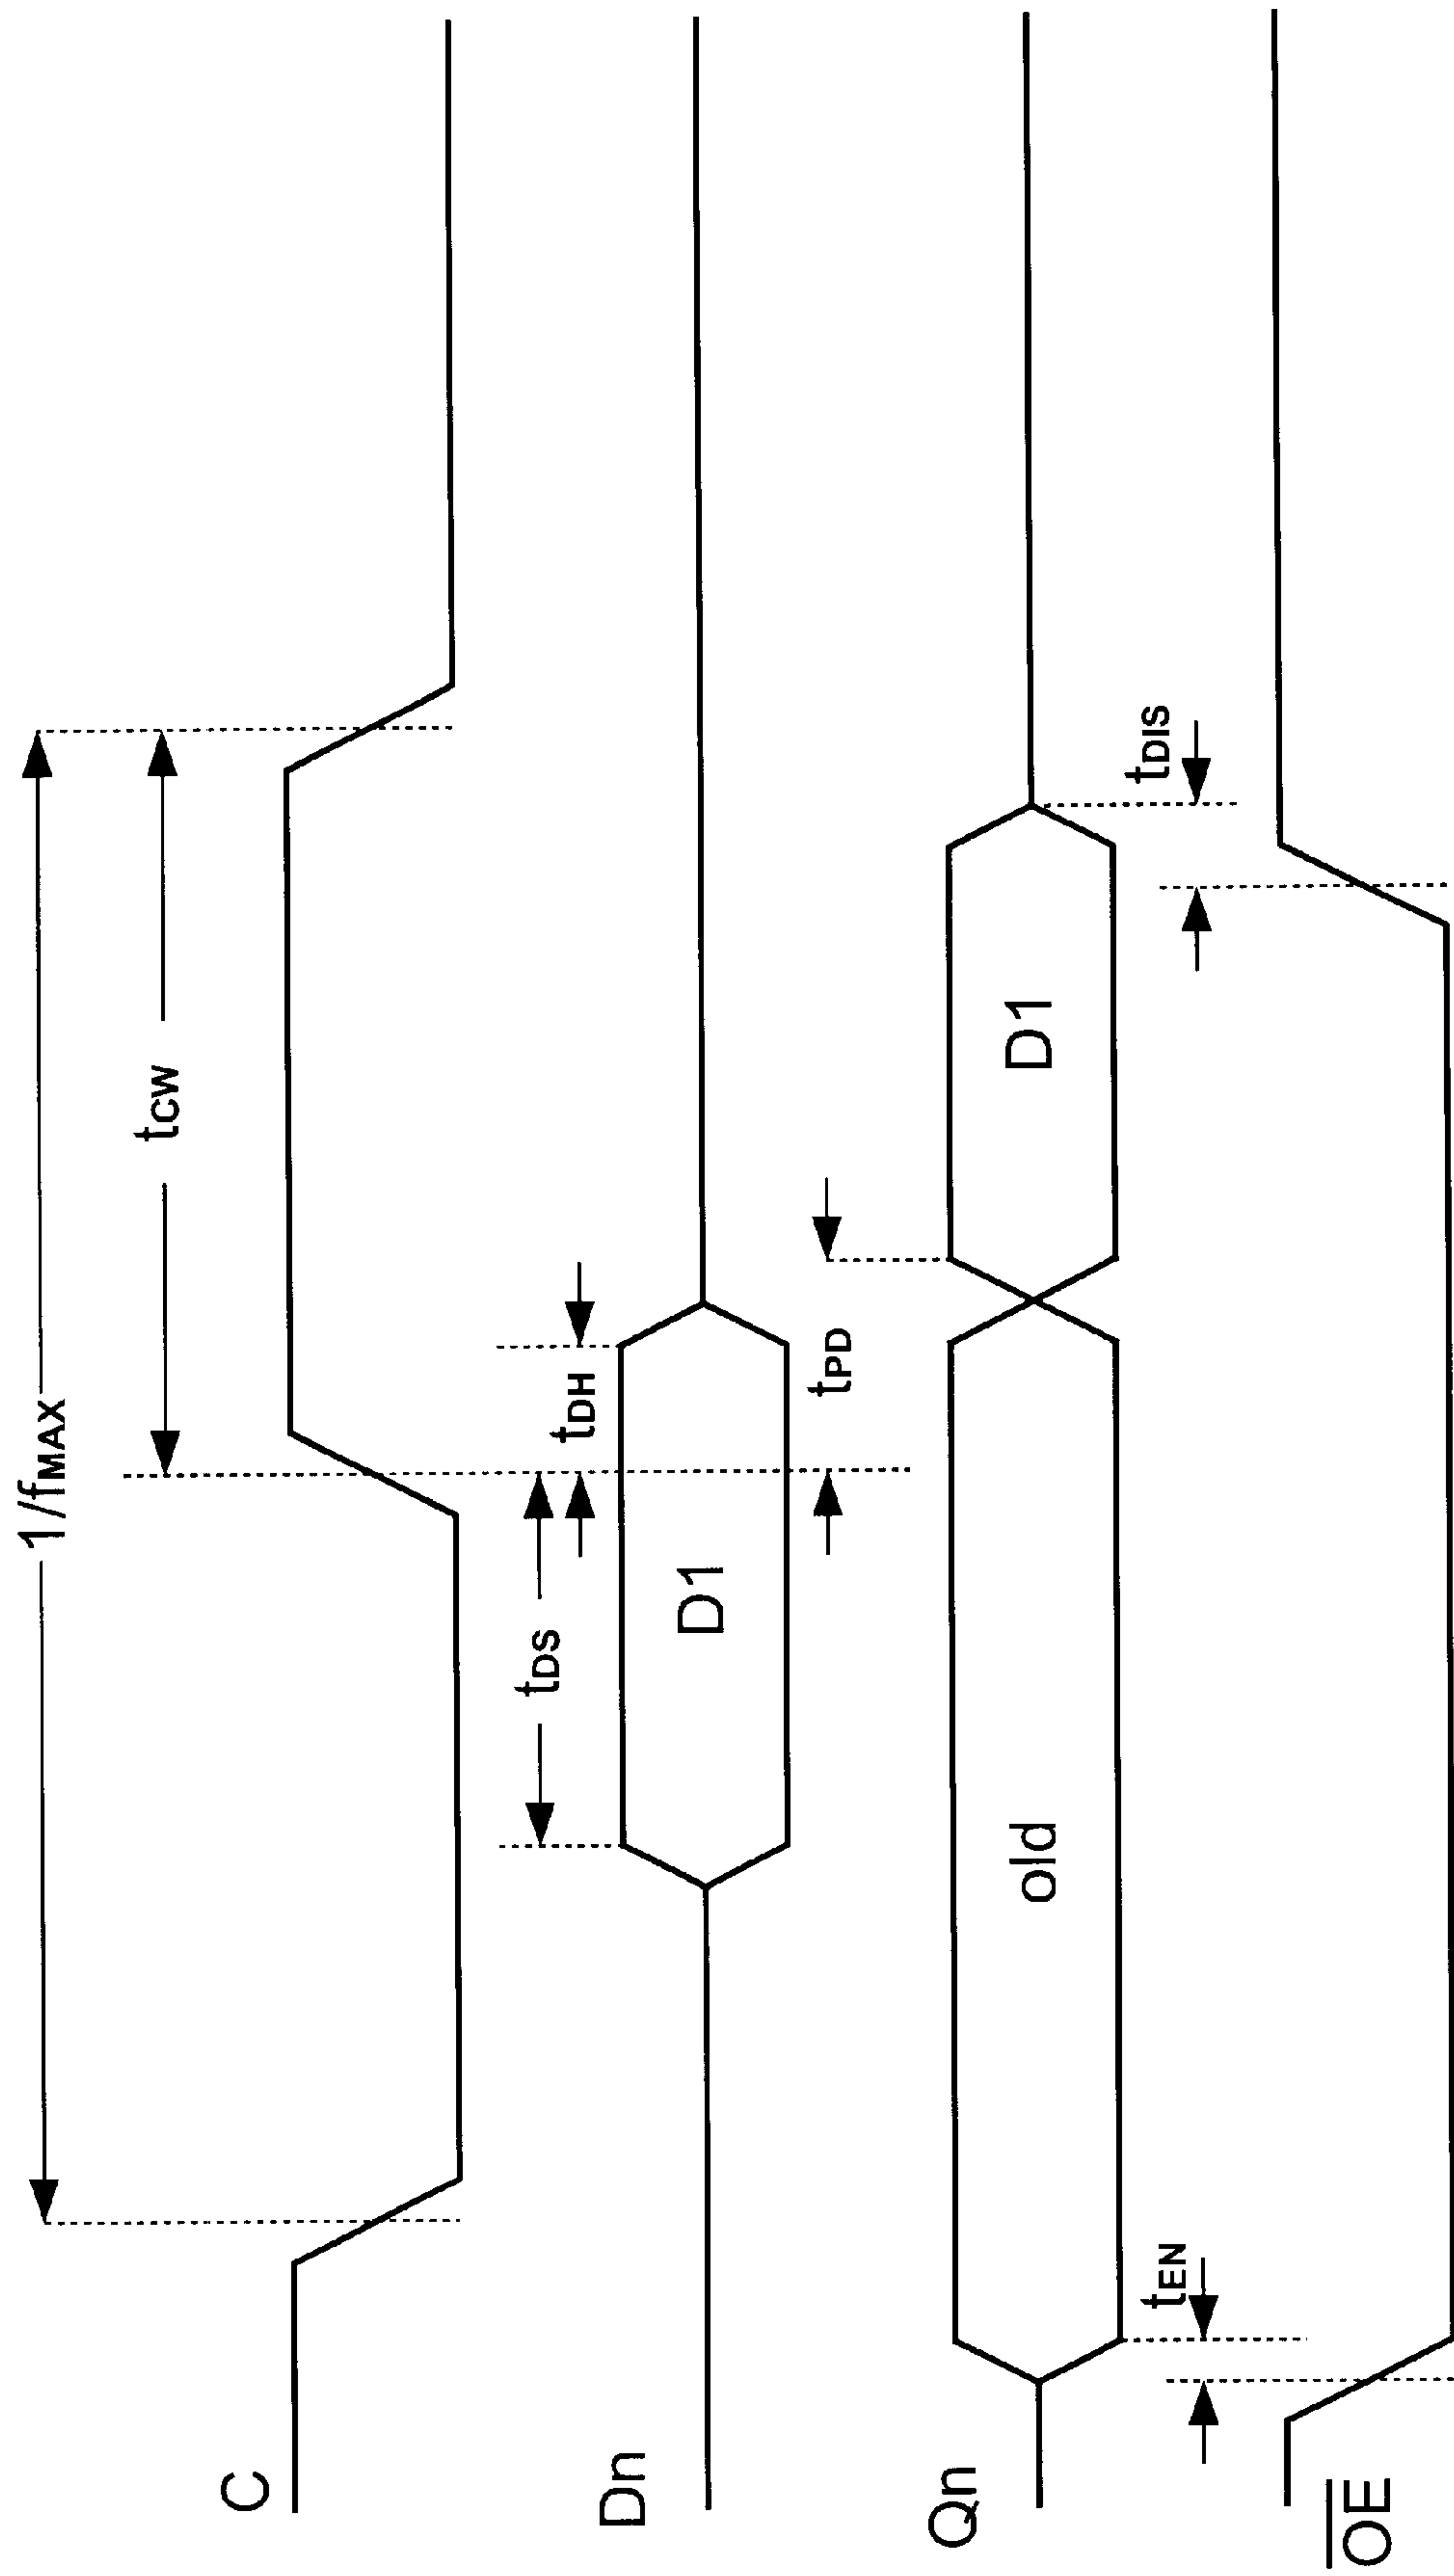 1/fMAX
tCW
C
tDS
tDH
Dn
D1
tPD
Qn
old
D1
tEN
tDIS
OE